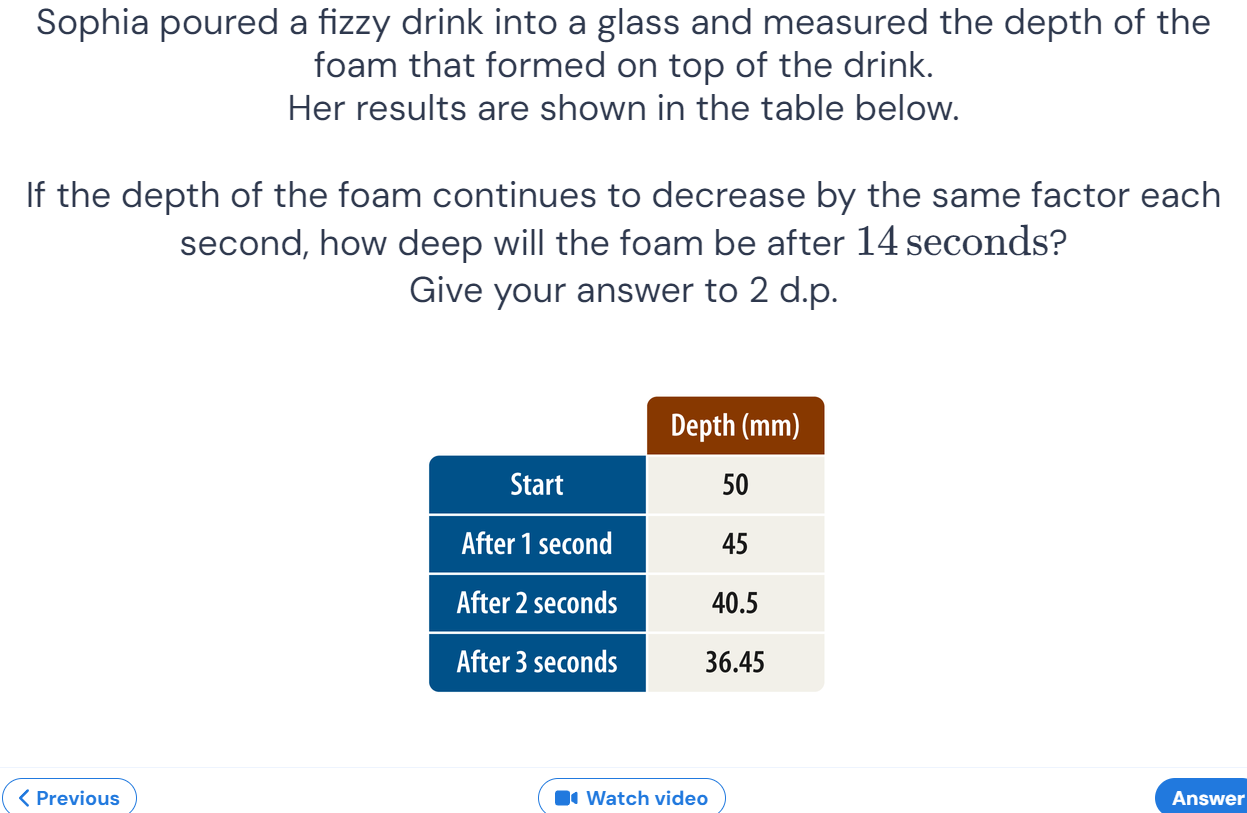 Sophia poured a fizzy drink into a glass and measured the depth of the
foam that formed on top of the drink.
Her results are shown in the table below.
If the depth of the foam continues to decrease by the same factor each
second, how deep will the foam be after 14 seconds?
Give your answer to 2 d.p.
Depth (mm)
Start 50
After 1 second 45
After 2 seconds 40.5
After 3 seconds 36.45
Previous Watch video Answer